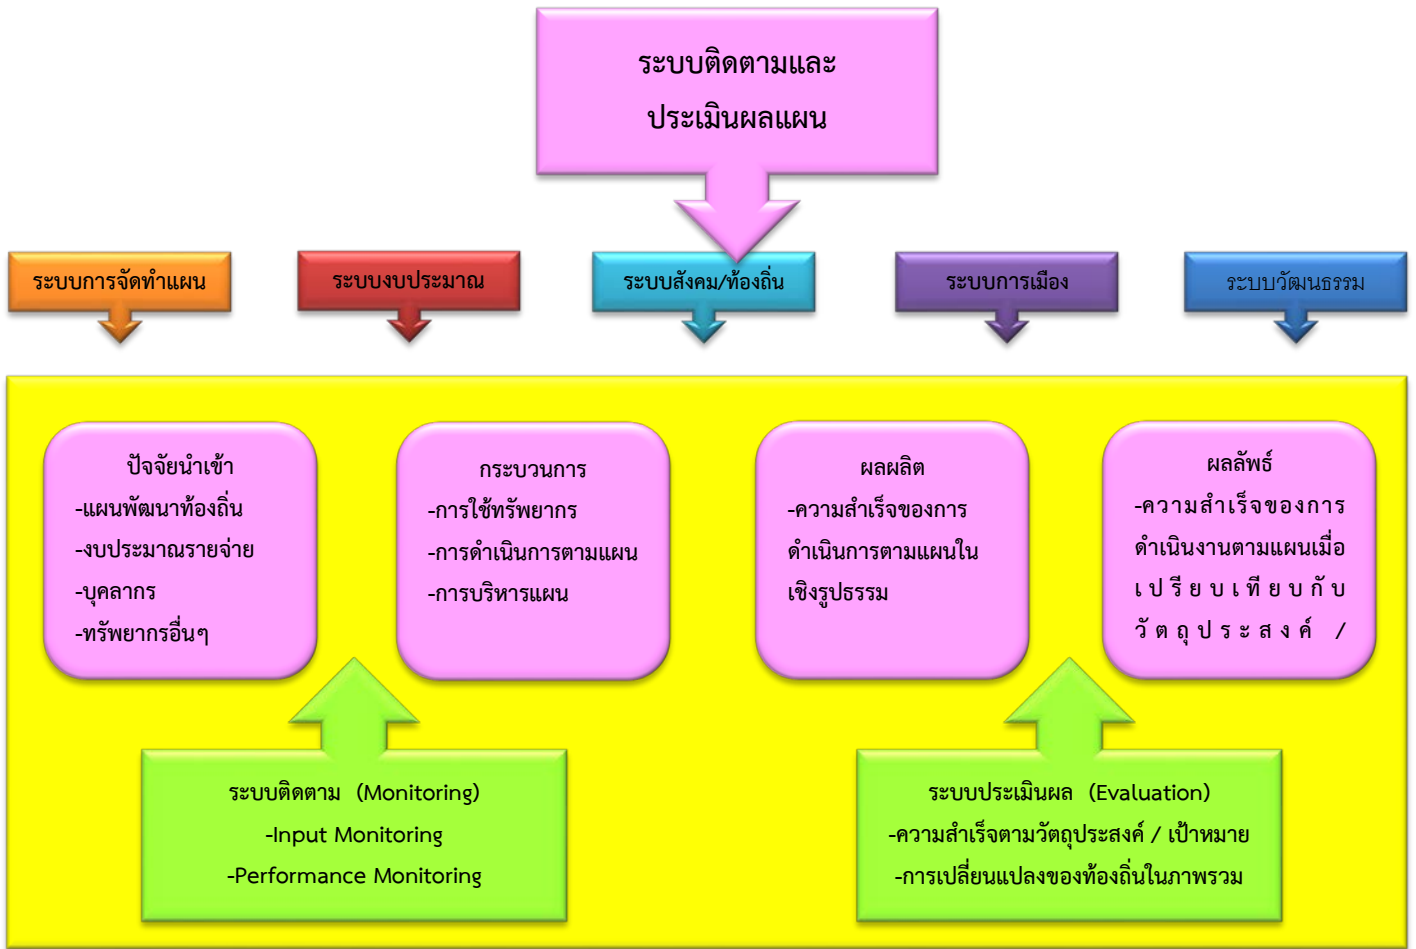 ระบบติดตามและ
ประเมินผลแผน
ระบบการจัดทำแผน
ระบบงบประมาณ
ระบบสังคม/ท้องถิ่น
ระบบการเมือง
ระบบวัฒนธรรม
ปัจจัยนำเข้า
-แผนพัฒนาท้องถิ่น
-งบประมาณรายจ่าย
-บุคลากร
-ทรัพยากรอื่นๆ
กระบวนการ
-การใช้ทรัพยากร
-การดำเนินการตามแผน
-การบริหารแผน
ผลผลิต
-ความสำเร็จของการ
ดำเนินการตามแผนใน
เชิงรูปธรรม
ผลลัพธ์
-ความสำเร็จของการ
ดำเนินงานตามแผนเมื่อ
เปรียบเทียบกับ
วัตถุประสงค์ /
ระบบติดตาม (Monitoring)
-Input Monitoring
-Performance Monitoring
ระบบประเมินผล (Evaluation)
-ความสำเร็จตามวัตถุประสงค์ / เป้าหมาย
-การเปลี่ยนแปลงของท้องถิ่นในภาพรวม